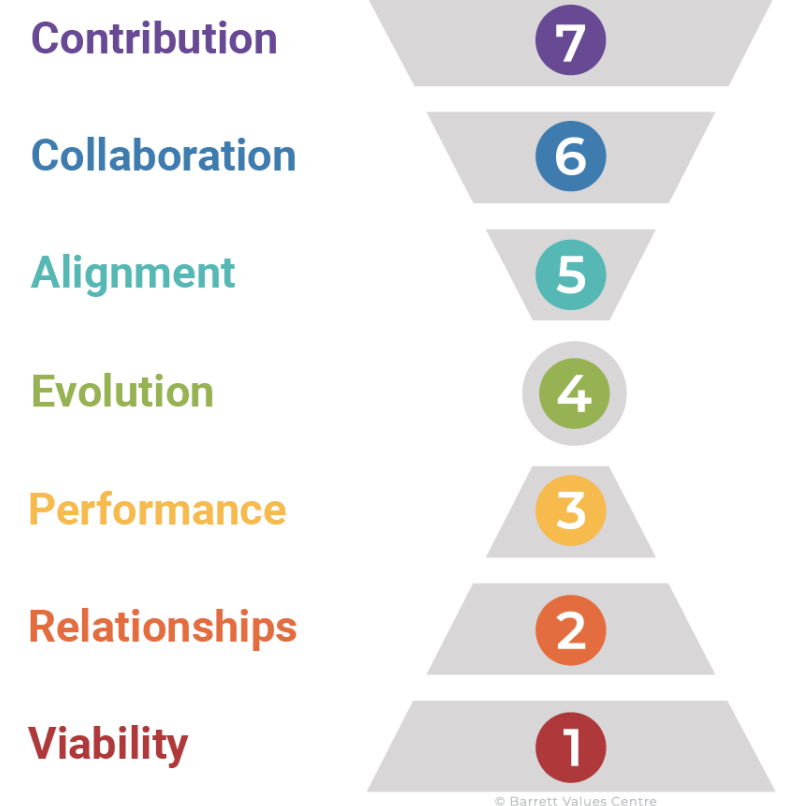 Contribution 7
Collaboration 6
Alignment 5
Evolution 4
Performance 3
Relationships 2
Viability 1
© Barrett Values Centre